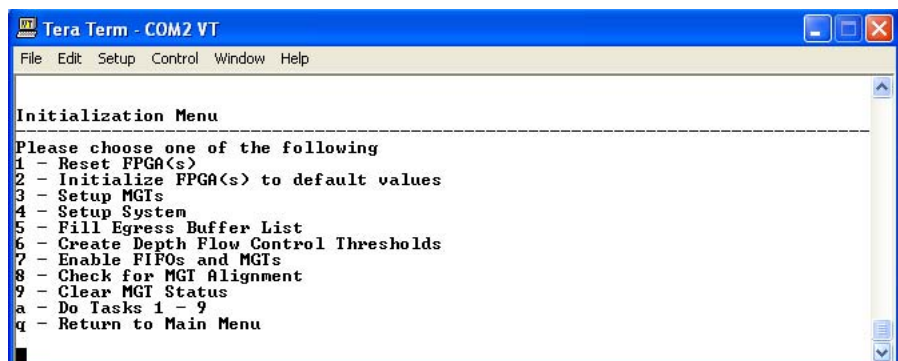 Tera Term - COM2 VT
File Edit Setup Control Window Help
Initialization Menu
Please choose one of the following
1 - Reset FPGA(s)
2 - Initialize FPGA(s) to default values
3 - Setup MGTs
4 - Setup System
5 - Fill Egress Buffer List
6 - Create Depth Flow Control Thresholds
7 - Enable FIFOs and MGTs
8 - Check for MGT Alignment
9 - Clear MGT Status
a - Do Tasks 1 - 9
q - Return to Main Menu